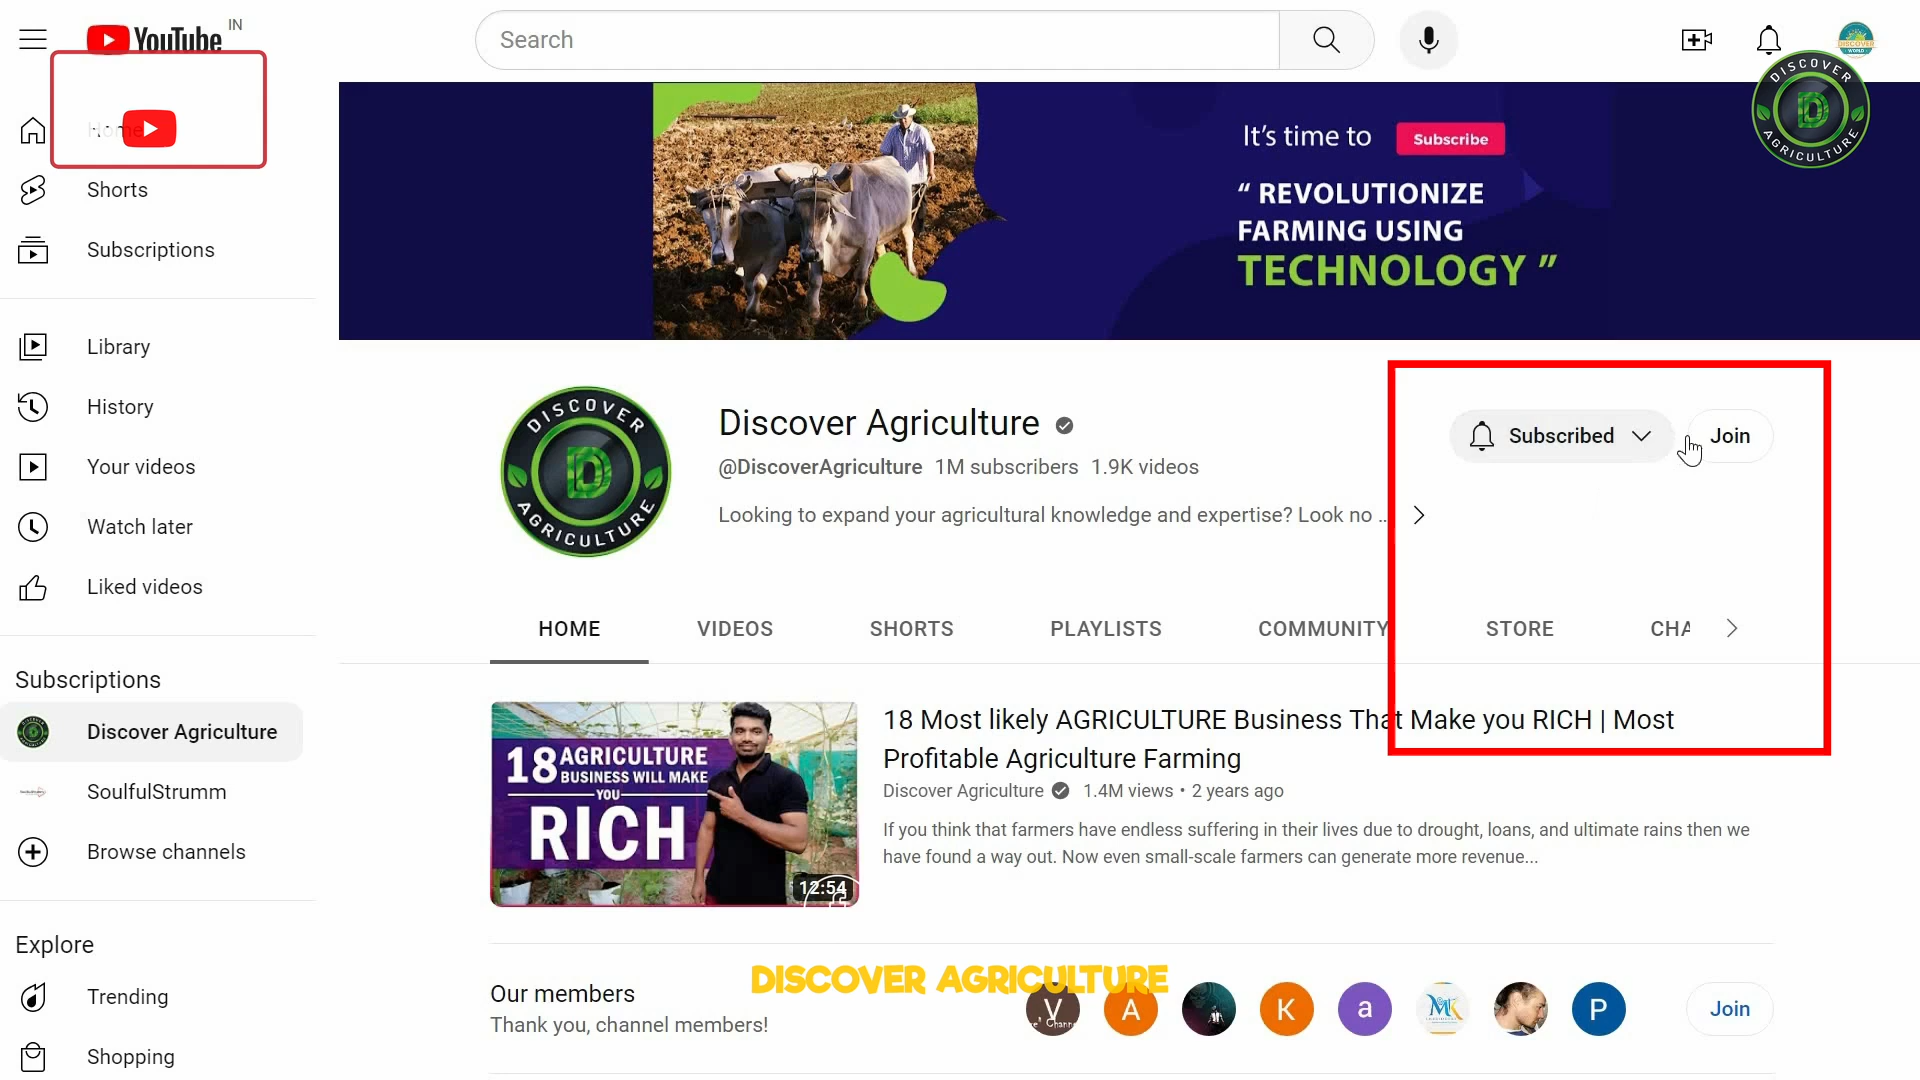 YouTube IN
Search
Home
Shorts
Subscriptions
Library
History
Your videos
Watch later
Liked videos
Subscriptions
Discover Agriculture
SoulfulStrumm
Browse channels
Explore
Trending
Shopping
DISCOVER
AGRICULTURE
D
It's time to Subscribe
“ REVOLUTIONIZE
FARMING USING
TECHNOLOGY ”
DISCOVER
D
AGRICULTURE
Discover Agriculture
@DiscoverAgriculture 1M subscribers 1.9K videos
Looking to expand your agricultural knowledge and expertise? Look no ...
Subscribed
Join
HOME VIDEOS SHORTS PLAYLISTS COMMUNITY STORE CHA
18 AGRICULTURE
BUSINESS WILL MAKE
YOU
RICH
12:54
18 Most likely AGRICULTURE Business That Make you RICH | Most
Profitable Agriculture Farming
Discover Agriculture 1.4M views • 2 years ago
If you think that farmers have endless suffering in their lives due to drought, loans, and ultimate rains then we
have found a way out. Now even small-scale farmers can generate more revenue...
DISCOVER AGRICULTURE
Our members
Thank you, channel members!
V A K a MK P
Join